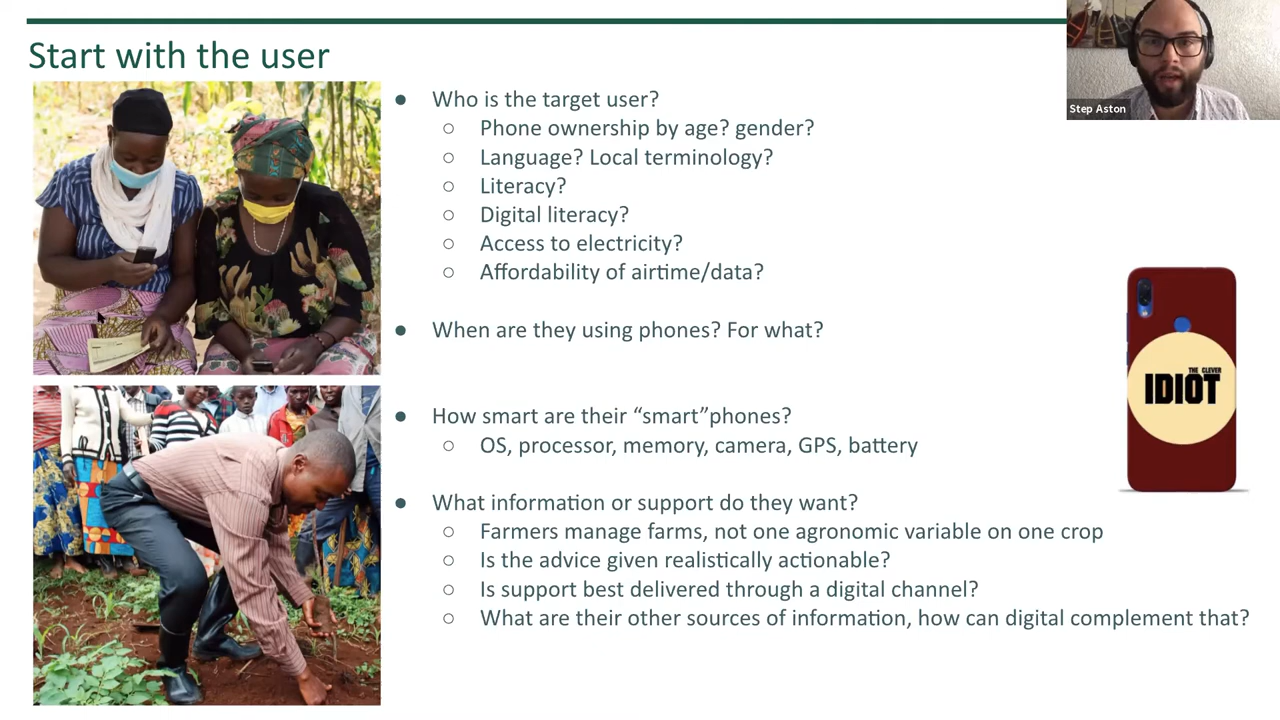 Start with the user
Step Aston
● Who is the target user?
○ Phone ownership by age? gender?
○ Language? Local terminology?
○ Literacy?
○ Digital literacy?
○ Access to electricity?
○ Affordability of airtime/data?
● When are they using phones? For what?
● How smart are their “smart”phones?
○ OS, processor, memory, camera, GPS, battery
● What information or support do they want?
○ Farmers manage farms, not one agronomic variable on one crop
○ Is the advice given realistically actionable?
○ Is support best delivered through a digital channel?
○ What are their other sources of information, how can digital complement that?
THE CLEVER
IDIOT